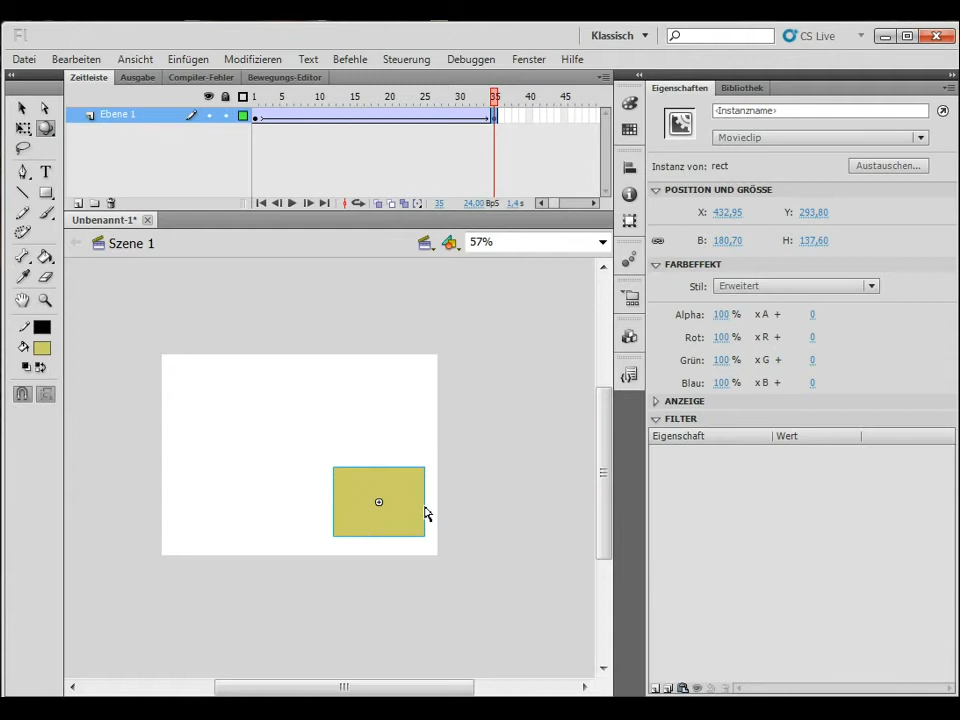 Fl
Klassisch
CS Live
Datei Bearbeiten Ansicht Einfügen Modifizieren Text Befehle Steuerung Debuggen Fenster Hilfe
Zeitleiste Ausgabe Compiler-Fehler Bewegungs-Editor
1 5 10 15 20 25 30 35 40 45
Ebene 1
35 24,00 BpS 1,4 s
Unbenannt-1*
Szene 1
57%
Eigenschaften Bibliothek
‹Instanzname›
Movieclip
Instanz von: rect Austauschen...
POSITION UND GRÖSSE
X: 432,95 Y: 293,80
B: 180,70 H: 137,60
FARBEFFEKT
Stil: Erweitert
Alpha: 100 % x A + 0
Rot: 100 % x R + 0
Grün: 100 % x G + 0
Blau: 100 % x B + 0
ANZEIGE
FILTER
Eigenschaft Wert